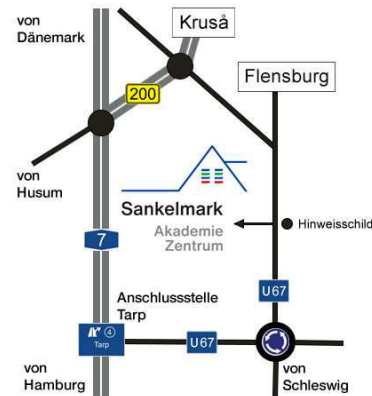 von
Dänemark
Kruså
200
Flensburg
von
Husum
Sankelmark
Akademie
Zentrum
Hinweisschild
7
U67
Anschlussstelle
Tarp
4
Tarp
U67
von
Hamburg
von
Schleswig